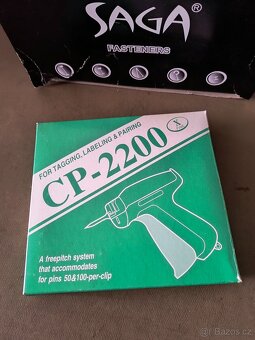 SAGA®
FASTENERS
FOR TAGGING, LABELING & PAIRING
X
CP-2200
A freepitch system
that accommodates
for pins 50&100-per-clip
bazos.cz